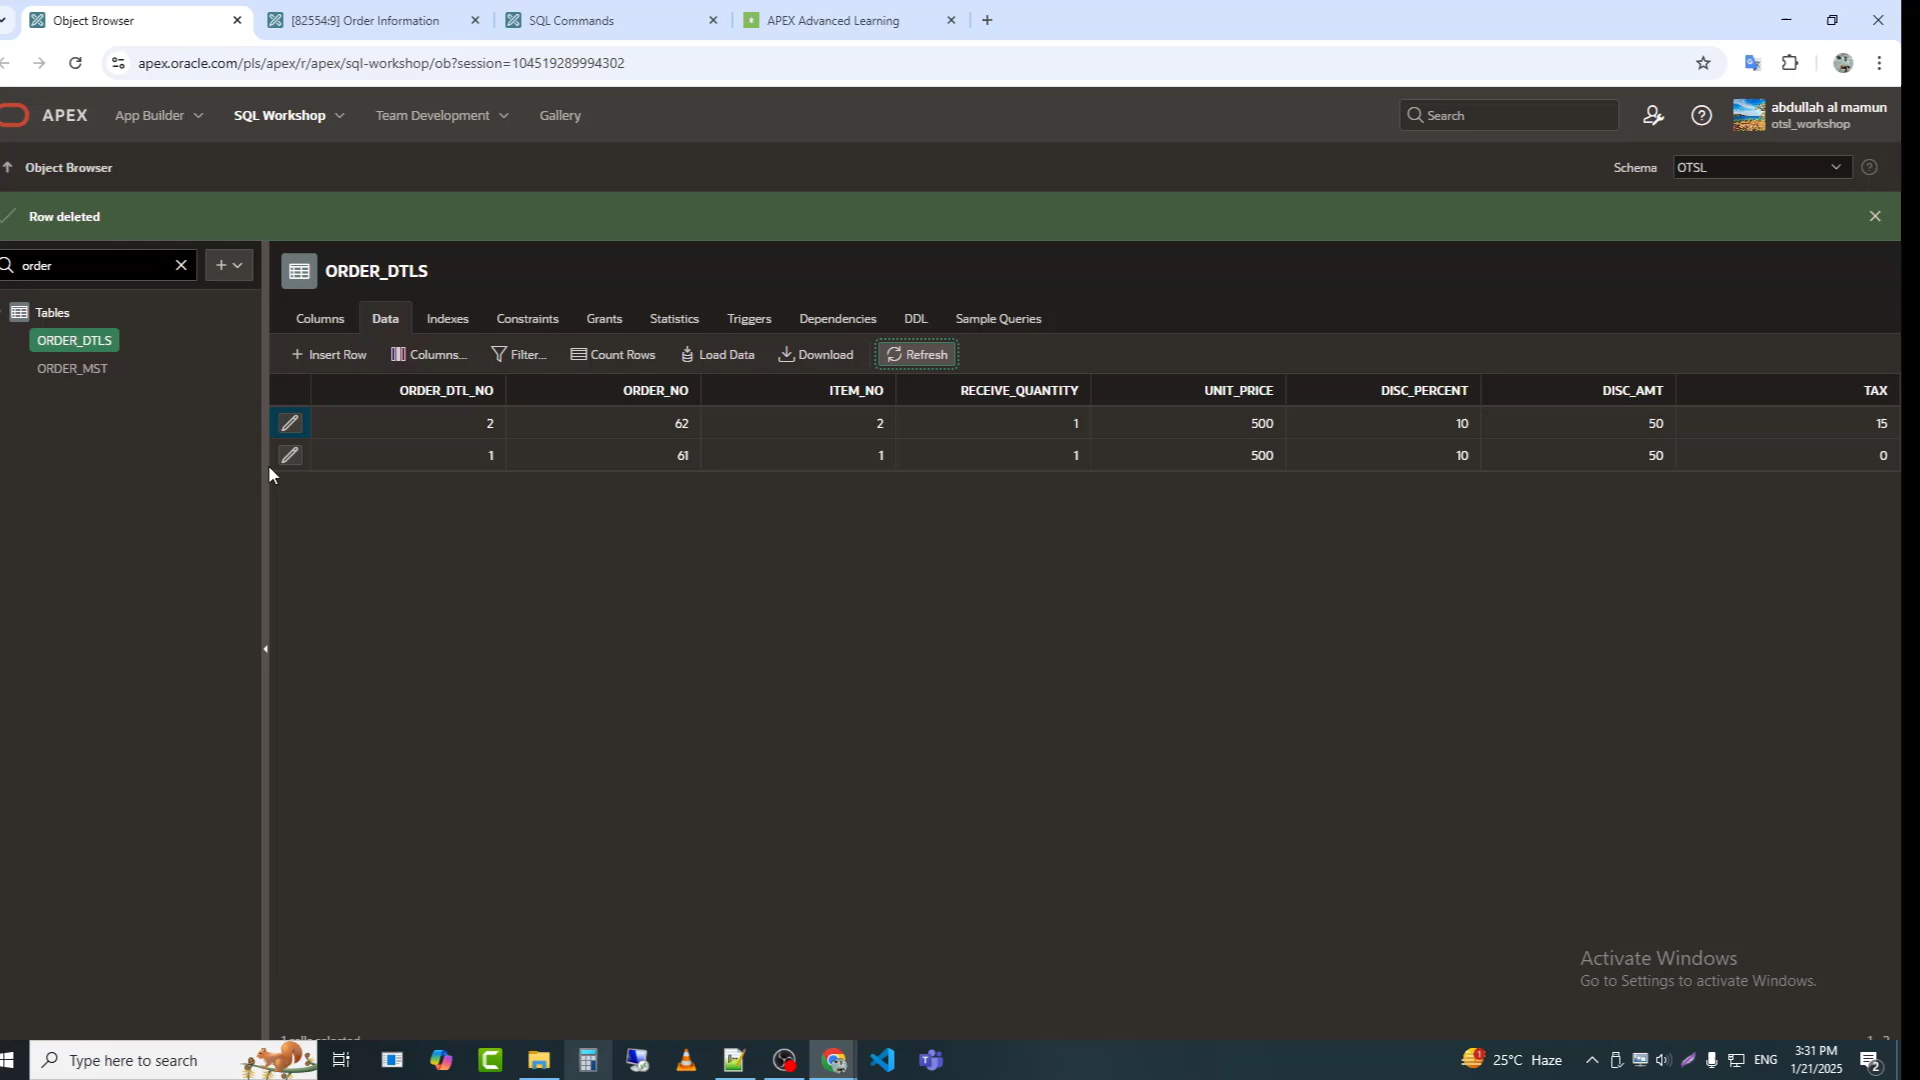 Object Browser
[82554:9] Order Information
SQL Commands
APEX Advanced Learning
apex.oracle.com/pls/apex/r/apex/sql-workshop/ob?session=104519289994302
APEX App Builder SQL Workshop Team Development Gallery Search abdullah al mamun
otsl_workshop
Object Browser Schema OTSL
Row deleted
order
ORDER_DTLS
Tables
ORDER_DTLS
ORDER_MST
Columns Data Indexes Constraints Grants Statistics Triggers Dependencies DDL Sample Queries
Insert Row Columns... Filter... Count Rows Load Data Download Refresh
ORDER_DTL_NO ORDER_NO ITEM_NO RECEIVE_QUANTITY UNIT_PRICE DISC_PERCENT DISC_AMT TAX
2 62 2 1 500 10 50 15
1 61 1 1 500 10 50 0
Activate Windows
Go to Settings to activate Windows.
Type here to search
25°C Haze
ENG
3:31 PM
1/21/2025
2